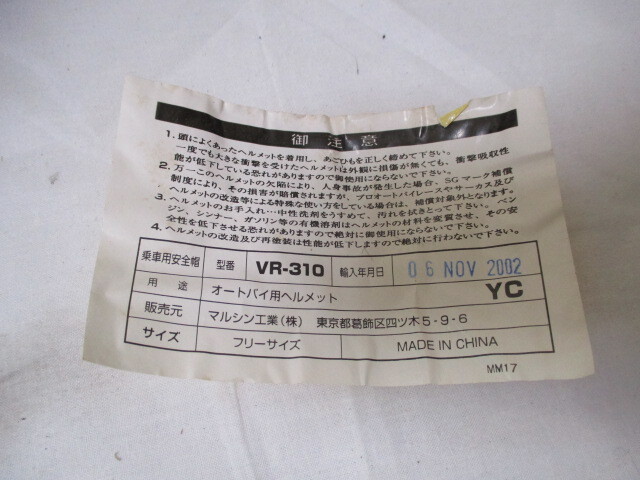 御注意
1. 頭によくあったヘルメットを着用し、あごひもを正しく締めて下さい。
一度でも大きな衝撃を受けたヘルメットは外観に損傷が無くても、衝撃吸収性
能が低下している恐れがありますので御使用にならないで下さい。
2. 万一このヘルメットの欠陥により、人身事故が発生した場合、SGマーク補償
制度により、その損害が賠償されますが、プロオートバイレースやサーカス及び
ヘルメットの改造等による特殊な使い方をしている場合は、補償対象外となります。
3. ヘルメットのお手入れ…中性洗剤をうすめて、汚れを拭きとって下さい。ベン
ジン、シンナー、ガソリン等の有機溶剤はヘルメットの材料を変質させ、その安
全性を低下させる恐れがありますので絶対に御使用にならないで下さい。
4. ヘルメットの改造及び再塗装は性能が低下しますので絶対に行わないで下さい。
乗車用安全帽 型番 VR-310 輸入年月日 06 NOV 2002
用途 オートバイ用ヘルメット YC
販売元 マルシン工業(株) 東京都葛飾区四ツ木5-9-6
サイズ フリーサイズ MADE IN CHINA
MM17